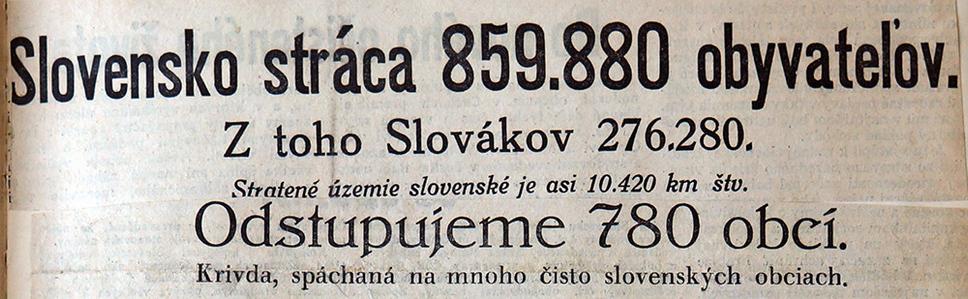 Slovensko stráca 859.880 obyvateľov.
Z toho Slovákov 276.280.
Stratené územie slovenské je asi 10.420 km štv.
Odstupujeme 780 obcí.
Krivda, spáchaná na mnoho čisto slovenských obciach.